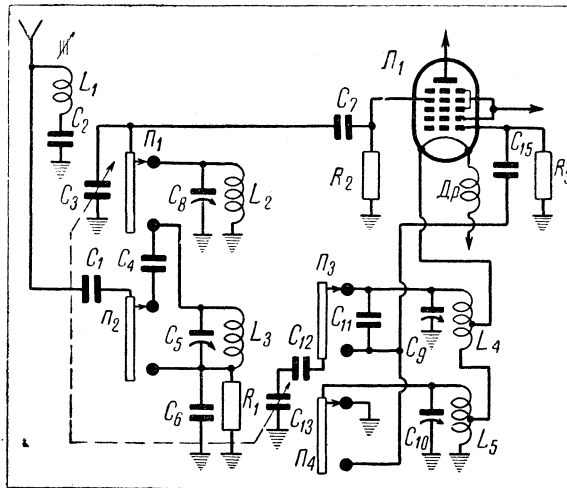 L₁
C₂
C₃
П₁
C₇
Л₁
C₈
L₂
R₂
Др
C₁₅
R₃
C₁
C₄
П₂
C₅
L₃
C₆
R₁
C₁₂
C₁₃
П₃
C₁₁
C₉
L₄
П₄
C₁₀
L₅